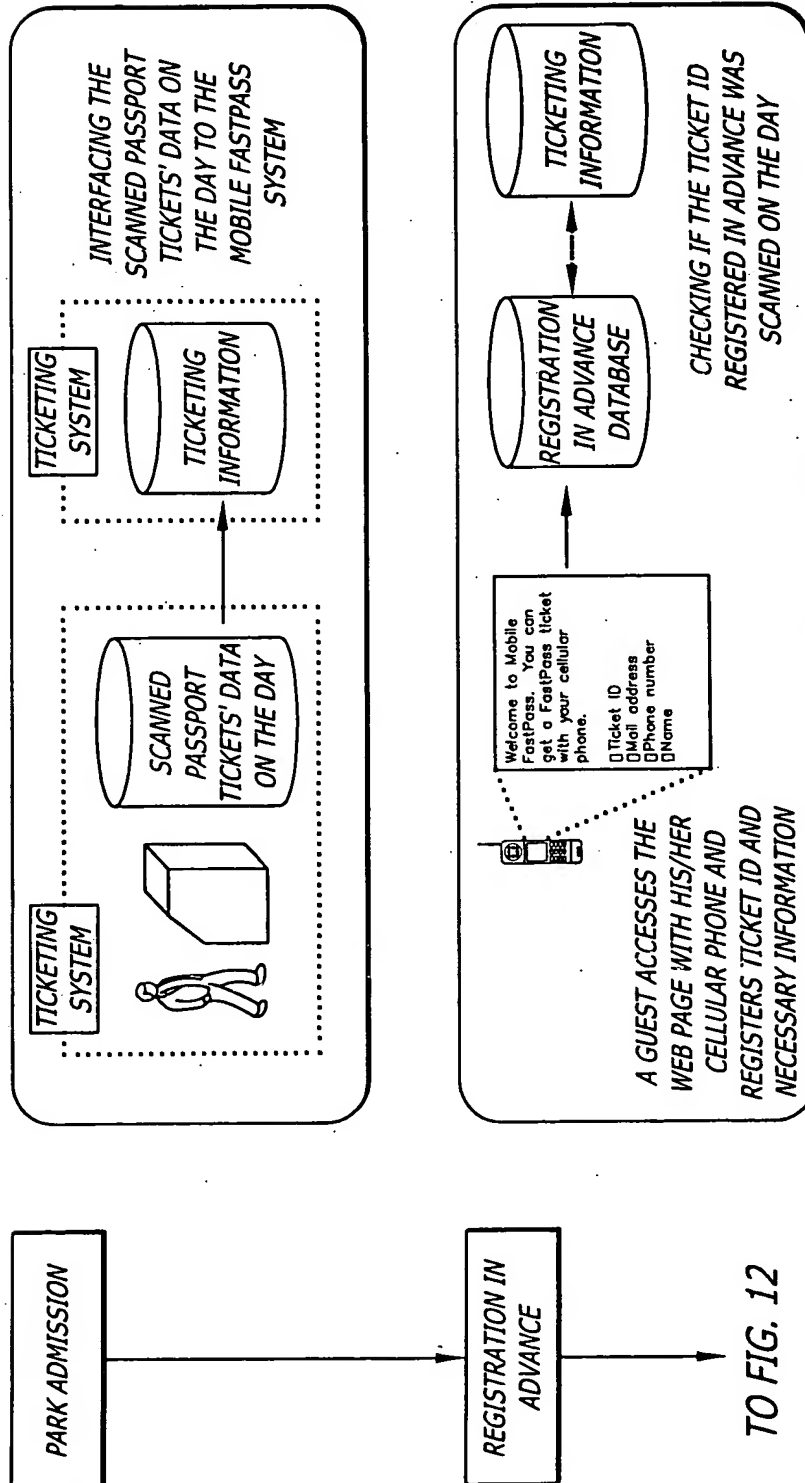 PARK ADMISSION
TICKETING
SYSTEM
SCANNED
PASSPORT
TICKETS' DATA
ON THE DAY
TICKETING
SYSTEM
TICKETING
INFORMATION
INTERFACING THE
SCANNED PASSPORT
TICKETS' DATA ON
THE DAY TO THE
MOBILE FASTPASS
SYSTEM
REGISTRATION IN
ADVANCE
A GUEST ACCESSES THE
WEB PAGE WITH HIS/HER
CELLULAR PHONE AND
REGISTERS TICKET ID AND
NECESSARY INFORMATION
Welcome to Mobile
FastPass. You can
get a FastPass ticket
with your cellular
phone.
▯Ticket ID
▯Mail address
▯Phone number
▯Name
REGISTRATION
IN ADVANCE
DATABASE
TICKETING
INFORMATION
CHECKING IF THE TICKET ID
REGISTERED IN ADVANCE WAS
SCANNED ON THE DAY
TO FIG. 12